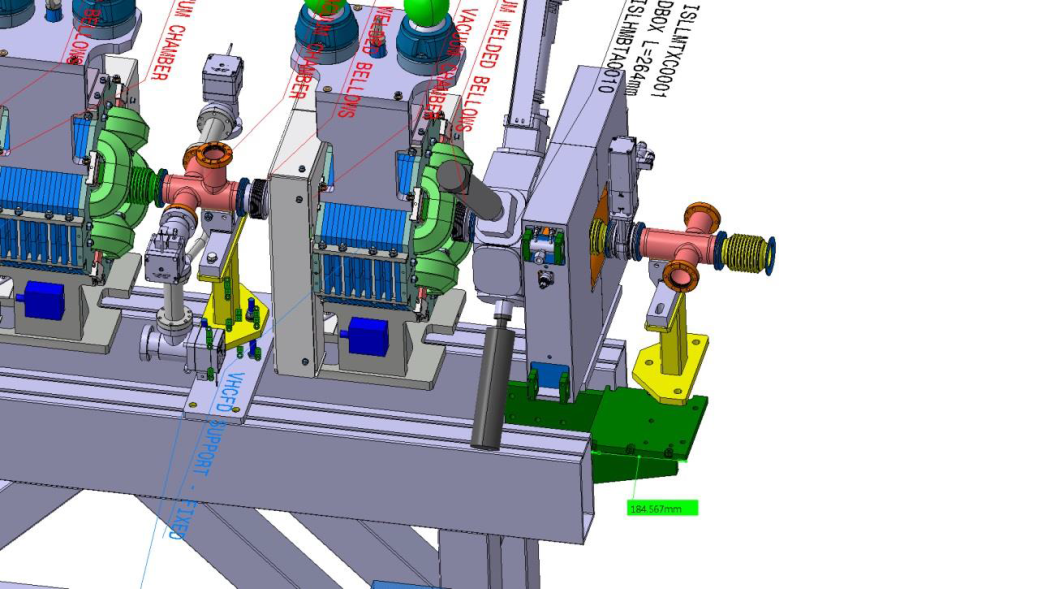 BELLOWS
UM CHAMBER
UM CHAMBER
WELDED BELLOWS
VACUUM CHAMBER
UM WELDED BELLOWS
ISLHMBTA0010
DBOX L=264mm
ISLLMTXC0001
VHCFD SUPPORT - FIXED
184.567mm